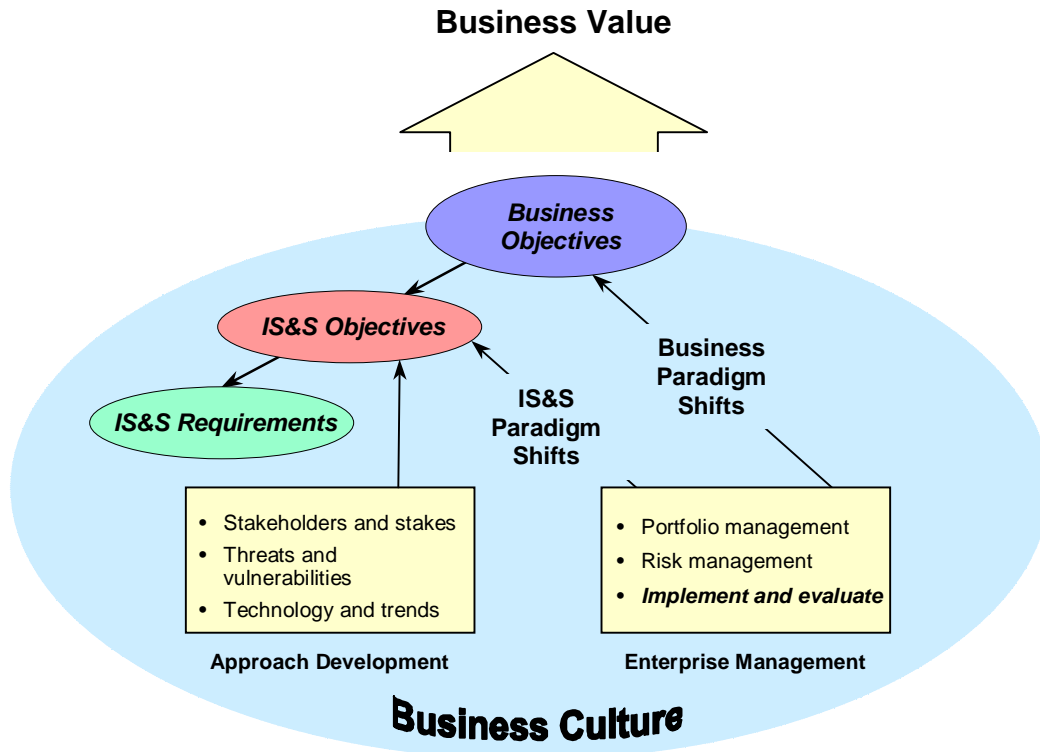 Business Value
Business
Objectives
IS&S Objectives
Business
Paradigm
Shifts
IS&S
Paradigm
Shifts
IS&S Requirements
• Stakeholders and stakes
• Threats and
vulnerabilities
• Technology and trends
Approach Development
• Portfolio management
• Risk management
• Implement and evaluate
Enterprise Management
Business Culture